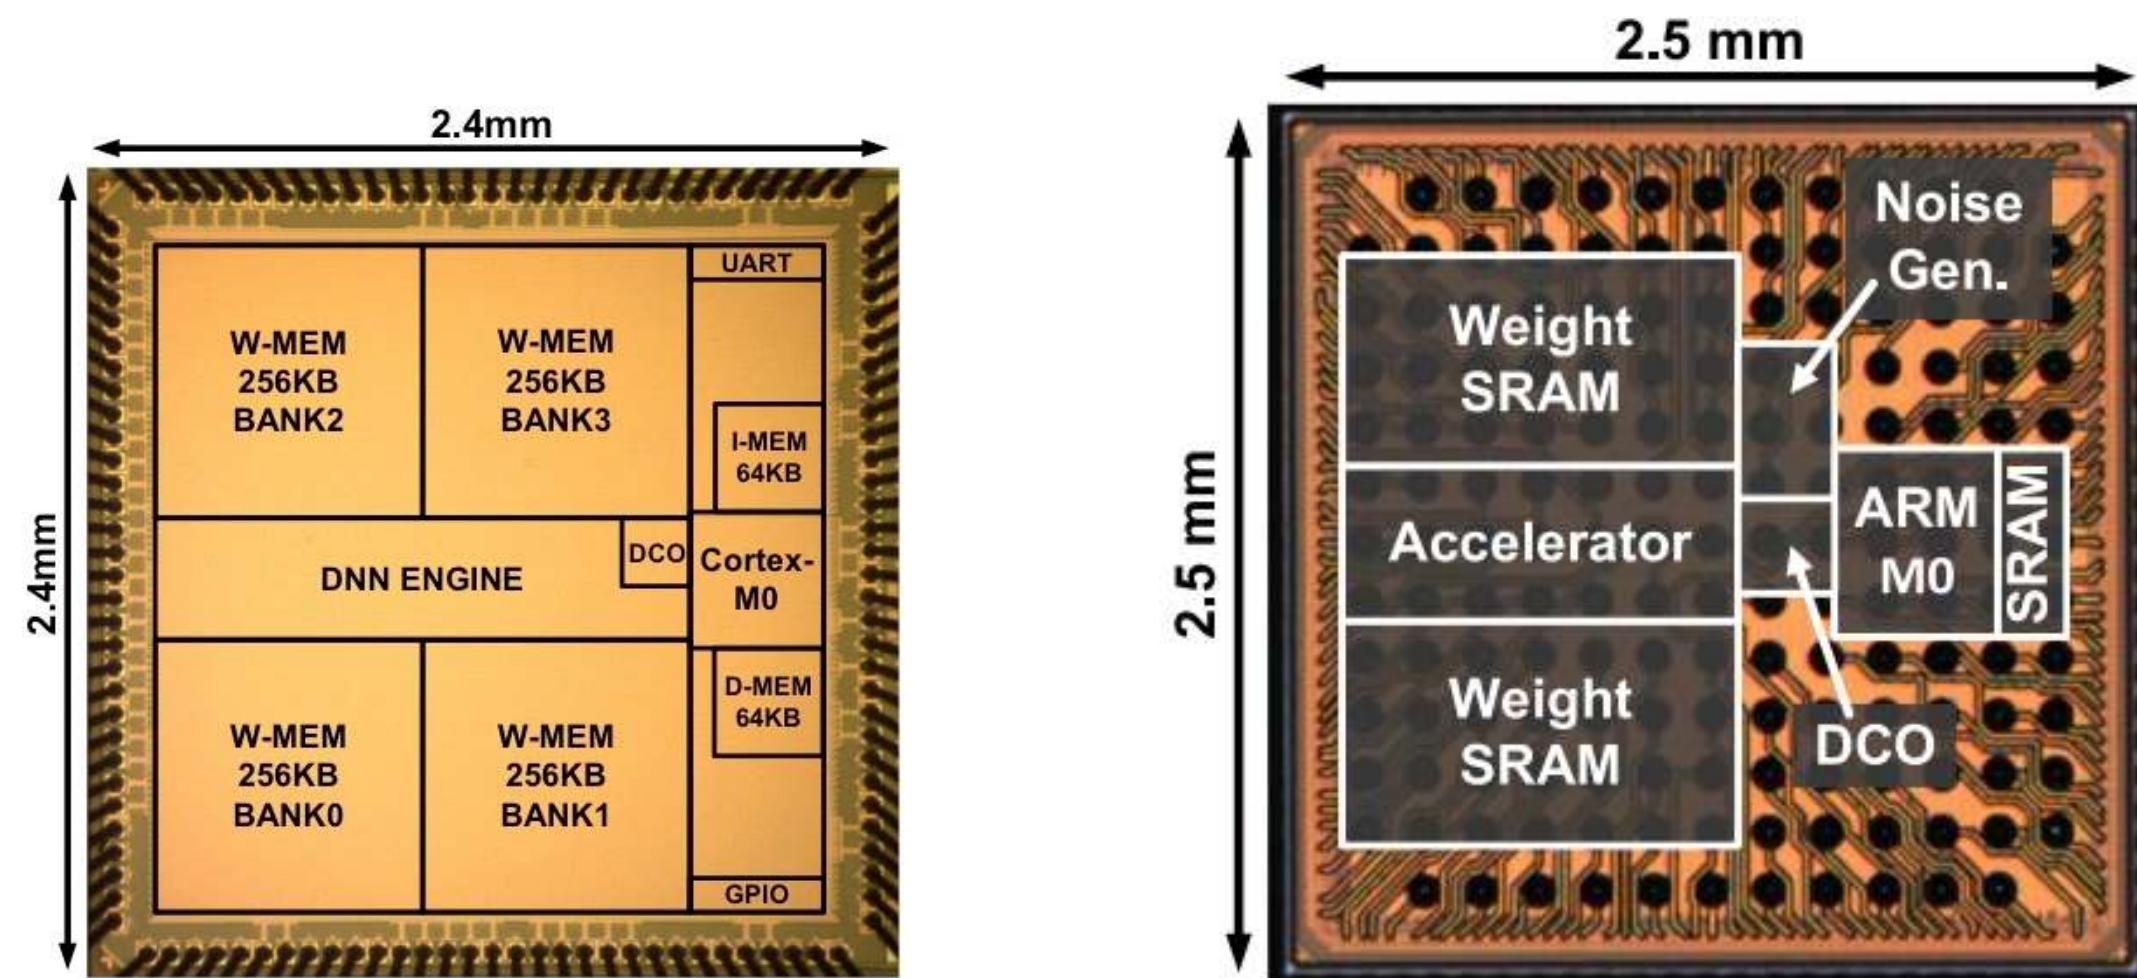 2.4mm
2.4mm
W-MEM
256KB
BANK2
W-MEM
256KB
BANK3
UART
I-MEM
64KB
DNN ENGINE
DCO
Cortex-
M0
W-MEM
256KB
BANK0
W-MEM
256KB
BANK1
D-MEM
64KB
GPIO
2.5 mm
2.5 mm
Noise
Gen.
Weight
SRAM
Accelerator
ARM
M0
SRAM
Weight
SRAM
DCO